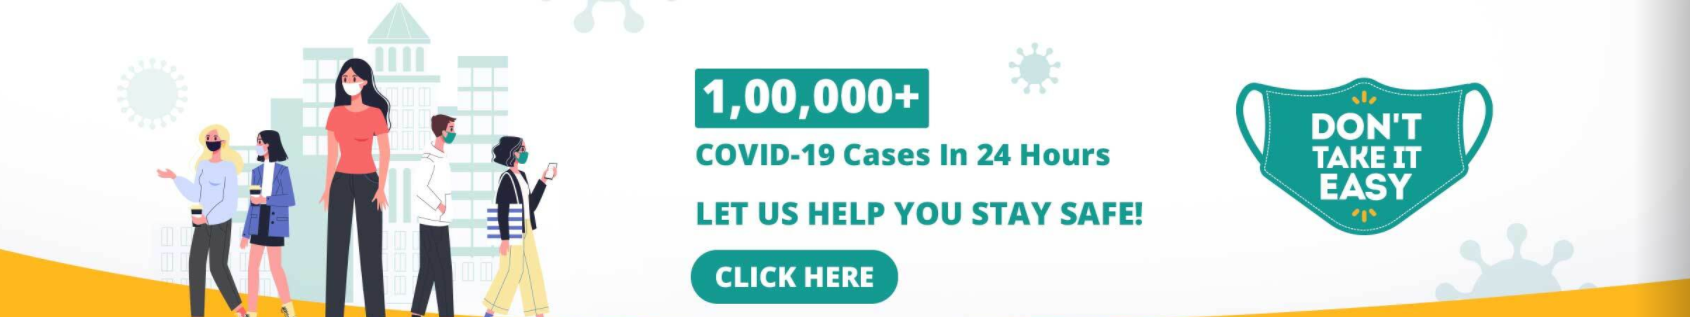 1,00,000+
COVID-19 Cases In 24 Hours
LET US HELP YOU STAY SAFE!
CLICK HERE
DON'T
TAKE IT
EASY